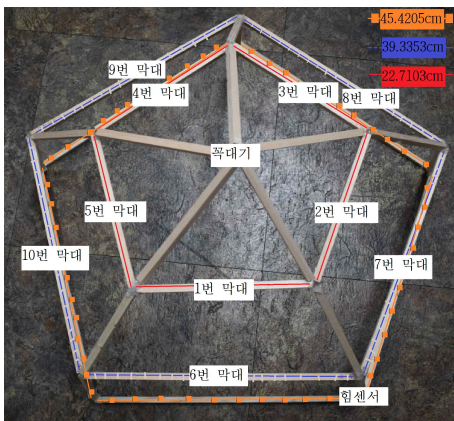 45.4205cm
39.3353cm
22.7103cm
9번 막대
4번 막대
3번 막대
8번 막대
꼭대기
5번 막대
2번 막대
10번 막대
7번 막대
1번 막대
6번 막대
힘센서